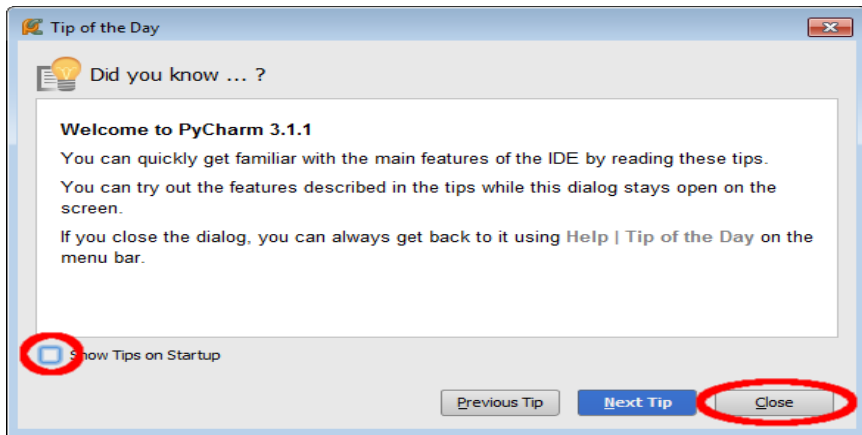 Tip of the Day
Did you know ... ?
Welcome to PyCharm 3.1.1
You can quickly get familiar with the main features of the IDE by reading these tips.
You can try out the features described in the tips while this dialog stays open on the
screen.
If you close the dialog, you can always get back to it using Help | Tip of the Day on the
menu bar.
Show Tips on Startup
Previous Tip
Next Tip
Close